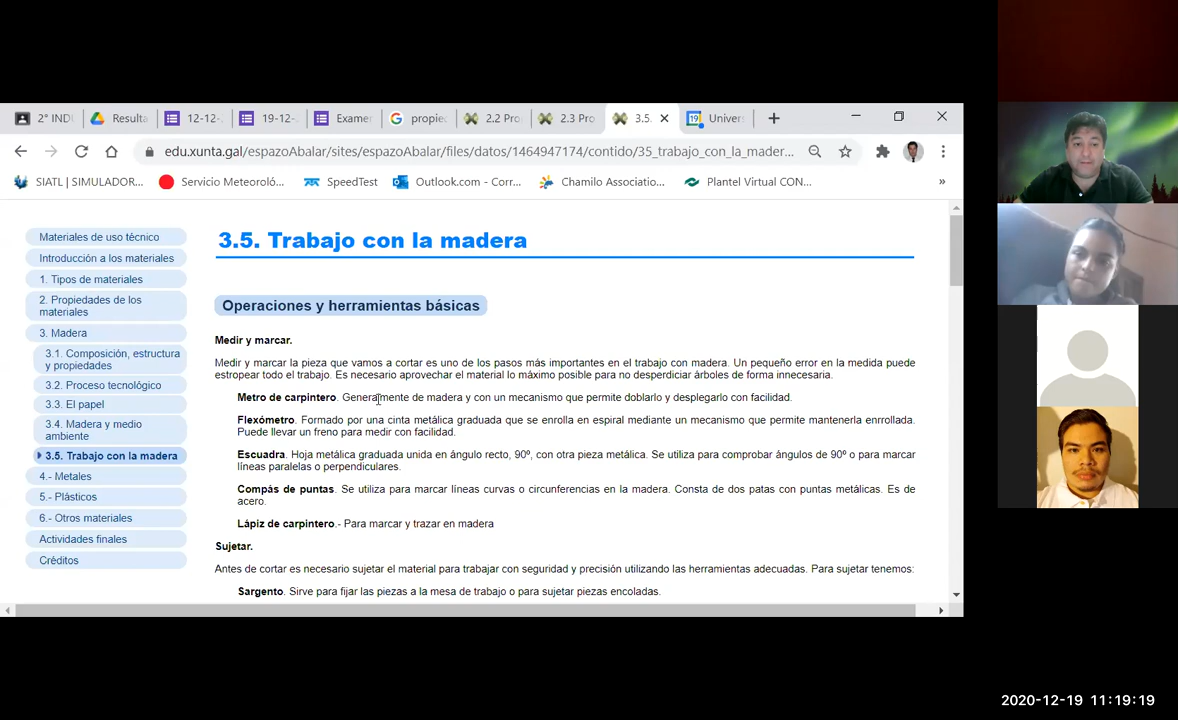 2° IND
Resulta
12-12-
19-12-
Examen
propie
2.2 Pro
2.3 Pro
3.5.
19
Univers
edu.xunta.gal/espazoAbalar/sites/espazoAbalar/files/datos/1464947174/contido/35_trabajo_con_la_mader...
SIATL | SIMULADOR...
Servicio Meteoroló...
SpeedTest
Outlook.com - Corr...
Chamilo Associatio...
Plantel Virtual CON...
»
Materiales de uso técnico
Introducción a los materiales
1. Tipos de materiales
2. Propiedades de los
materiales
3. Madera
3.1. Composición, estructura
y propiedades
3.2. Proceso tecnológico
3.3. El papel
3.4. Madera y medio
ambiente
3.5. Trabajo con la madera
4.- Metales
5.- Plásticos
6.- Otros materiales
Actividades finales
Créditos
3.5. Trabajo con la madera
Operaciones y herramientas básicas
Medir y marcar.
Medir y marcar la pieza que vamos a cortar es uno de los pasos más importantes en el trabajo con madera. Un pequeño error en la medida puede
estropear todo el trabajo. Es necesario aprovechar el material lo máximo posible para no desperdiciar árboles de forma innecesaria.
Metro de carpintero. Generalmente de madera y con un mecanismo que permite doblarlo y desplegarlo con facilidad.
Flexómetro. Formado por una cinta metálica graduada que se enrolla en espiral mediante un mecanismo que permite mantenerla enrollada.
Puede llevar un freno para medir con facilidad.
Escuadra. Hoja metálica graduada unida en ángulo recto, 90º, con otra pieza metálica. Se utiliza para comprobar ángulos de 90º o para marcar
líneas paralelas o perpendiculares.
Compás de puntas. Se utiliza para marcar líneas curvas o circunferencias en la madera. Consta de dos patas con puntas metálicas. Es de
acero.
Lápiz de carpintero.- Para marcar y trazar en madera
Sujetar.
Antes de cortar es necesario sujetar el material para trabajar con seguridad y precisión utilizando las herramientas adecuadas. Para sujetar tenemos:
Sargento. Sirve para fijar las piezas a la mesa de trabajo o para sujetar piezas encoladas.
2020-12-19 11:19:19